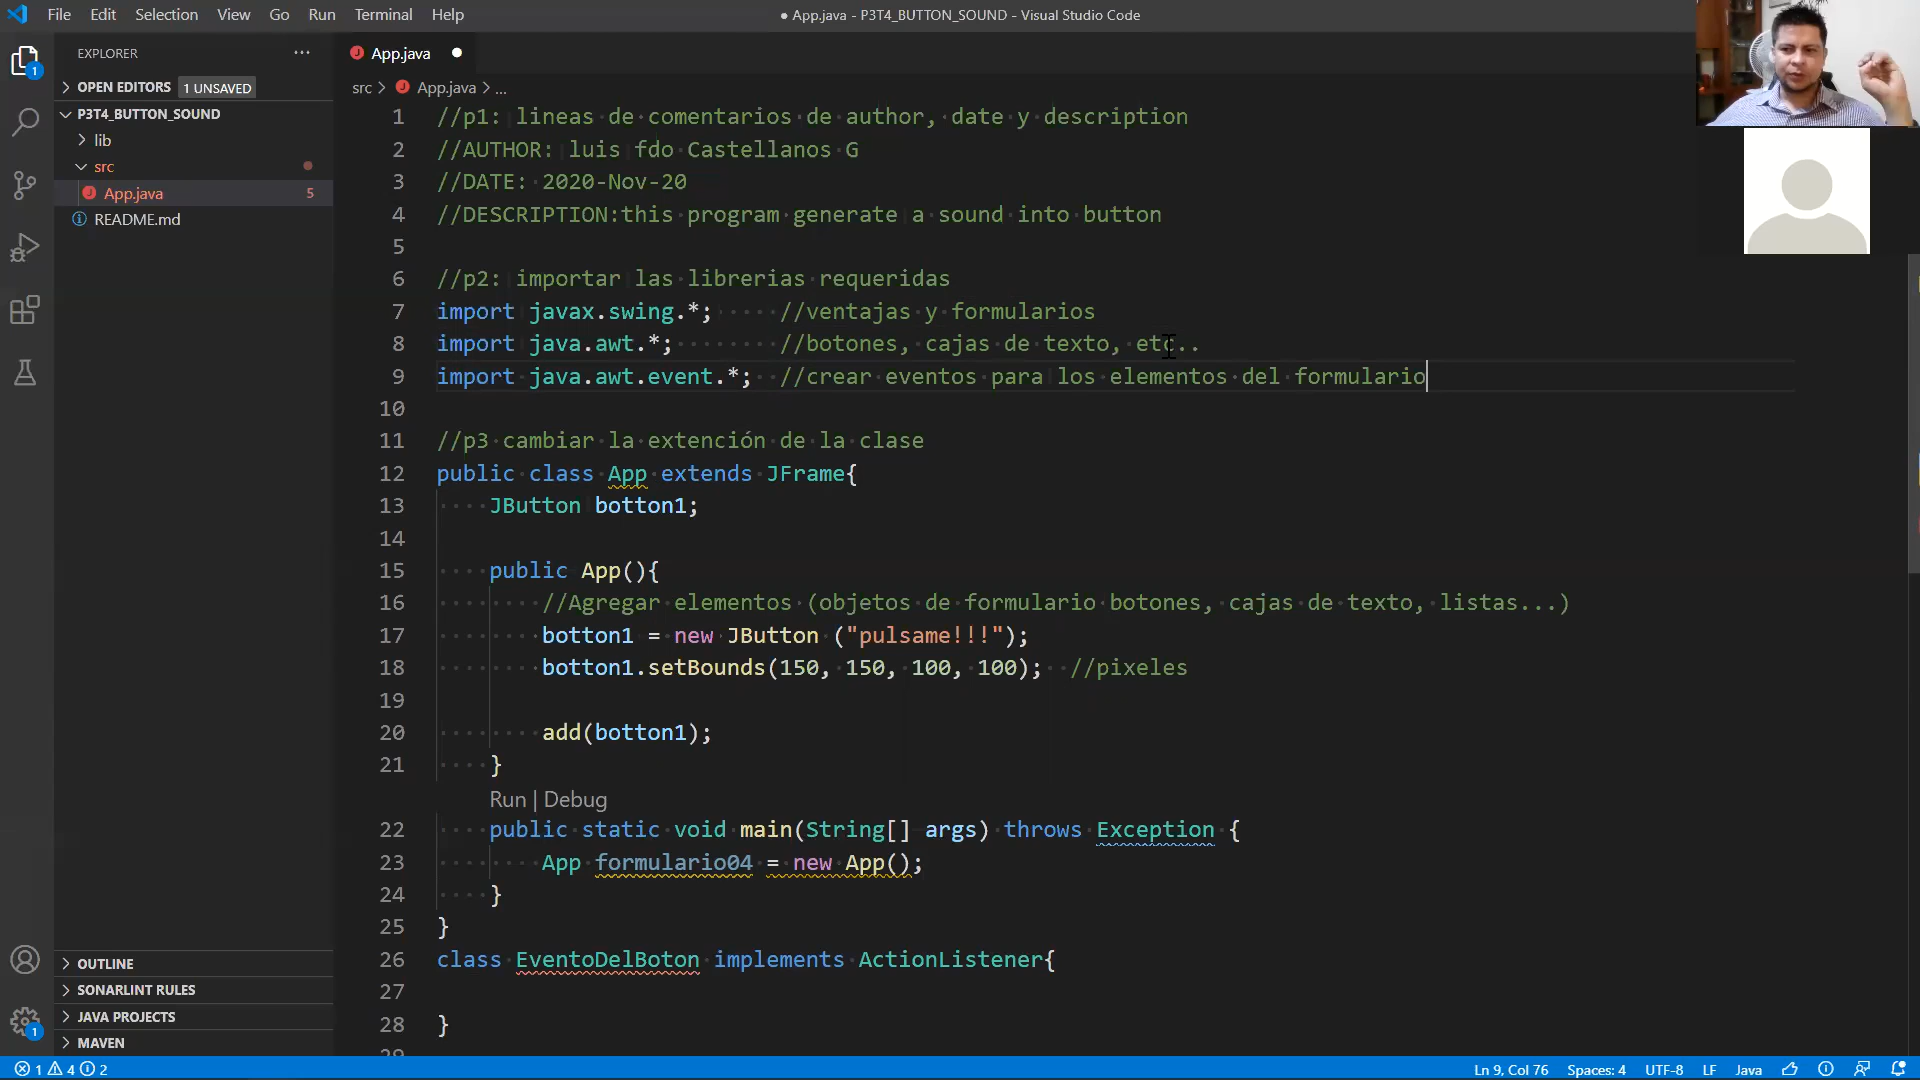 File Edit Selection View Go Run Terminal Help
● App.java - P3T4_BUTTON_SOUND - Visual Studio Code
EXPLORER ···
OPEN EDITORS 1 UNSAVED
P3T4_BUTTON_SOUND
lib
src
App.java 5
README.md
OUTLINE
SONARLINT RULES
JAVA PROJECTS
MAVEN
1
1
App.java ●
src > App.java > ...
1 //p1: lineas de comentarios de author, date y description
2 //AUTHOR: luis fdo Castellanos G
3 //DATE: 2020-Nov-20
4 //DESCRIPTION:this program generate a sound into button
5
6 //p2: importar las librerias requeridas
7 import javax.swing.*; //ventajas y formularios
8 import java.awt.*; //botones, cajas de texto, etc..
9 import java.awt.event.*; //crear eventos para los elementos del formulario
10
11 //p3 cambiar la extención de la clase
12 public class App extends JFrame{
13 JButton botton1;
14
15 public App(){
16 //Agregar elementos (objetos de formulario botones, cajas de texto, listas...)
17 botton1 = new JButton ("pulsame!!!");
18 botton1.setBounds(150, 150, 100, 100); //pixeles
19
20 add(botton1);
21 }
Run | Debug
22 public static void main(String[] args) throws Exception {
23 App formulario04 = new App();
24 }
25 }
26 class EventoDelBoton implements ActionListener{
27
28 }
29
1 4 2
Ln 9, Col 76 Spaces: 4 UTF-8 LF Java